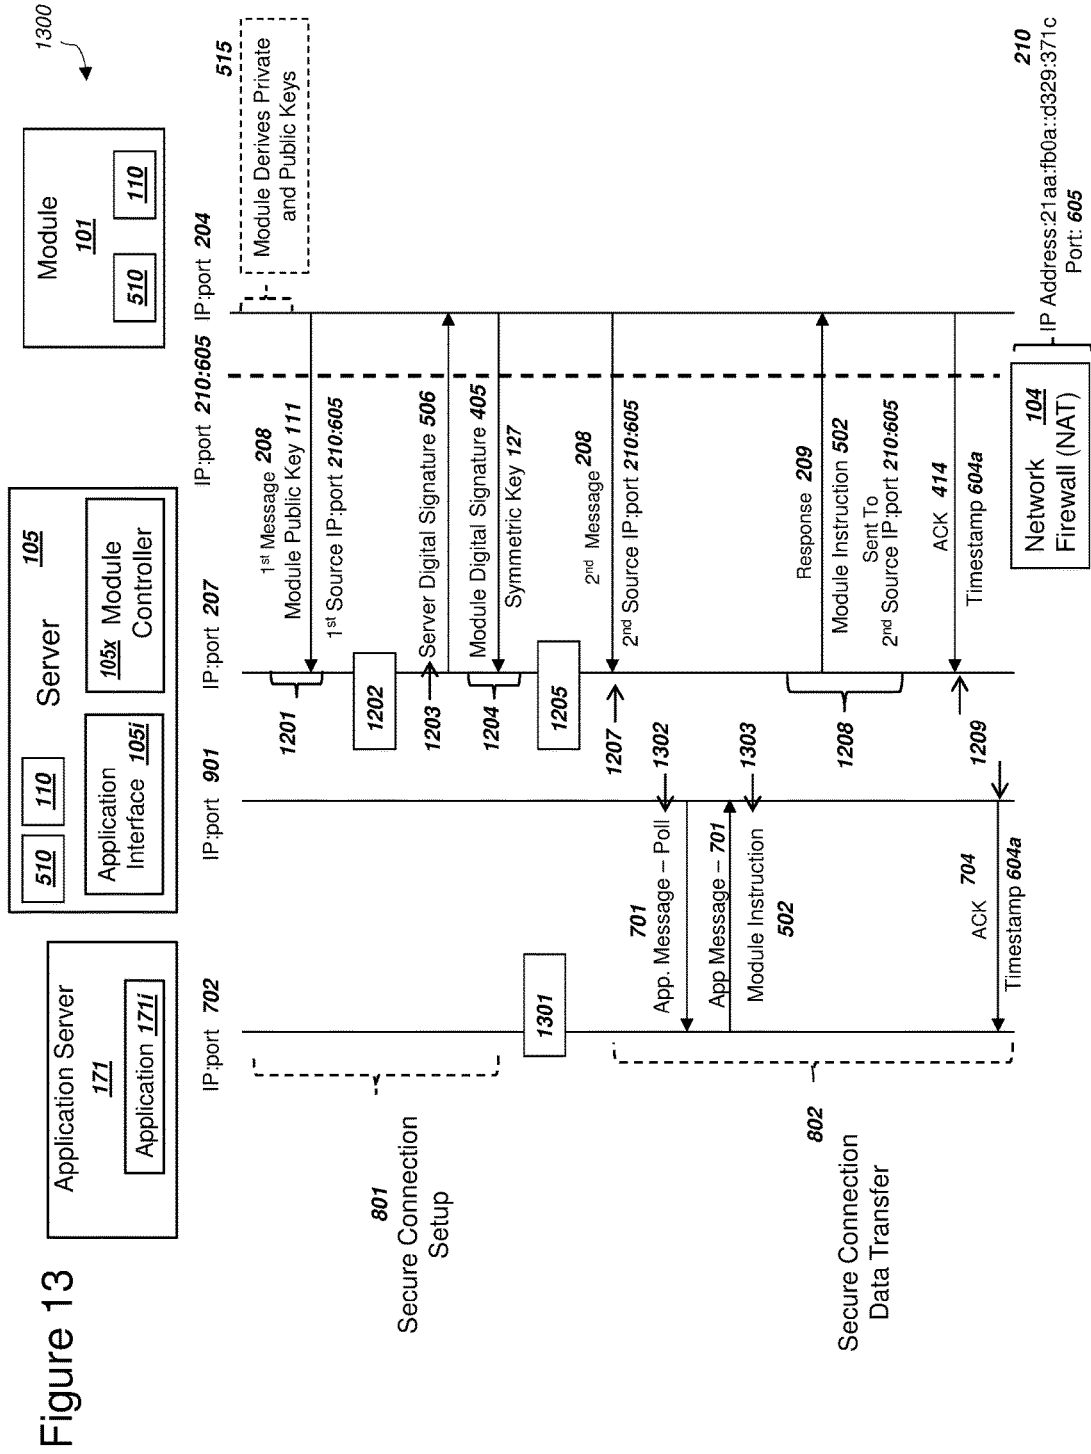 Figure 13
1300
Application Server
171
Application 171i
Server
105
510
110
Application
Interface 105i
105x Module
Controller
Module
101
510
110
IP:port 702
IP:port 901
IP:port 207
IP:port 210:605
IP:port 204
515
Module Derives Private
and Public Keys
801
Secure Connection
Setup
1201
1st Message 208
Module Public Key 111
1st Source IP:port 210:605
1202
1203
Server Digital Signature 506
1204
Module Digital Signature 405
Symmetric Key 127
1301
1205
802
Secure Connection
Data Transfer
1207
2nd Message 208
2nd Source IP:port 210:605
1302
701
App. Message – Poll
1303
App Message – 701
Module Instruction
502
1208
Response 209
Module Instruction 502
Sent To
2nd Source IP:port 210:605
1209
ACK 414
Timestamp 604a
ACK 704
Timestamp 604a
Network 104
Firewall (NAT)
210
IP Address:21aa:fb0a::d329:371c
Port: 605